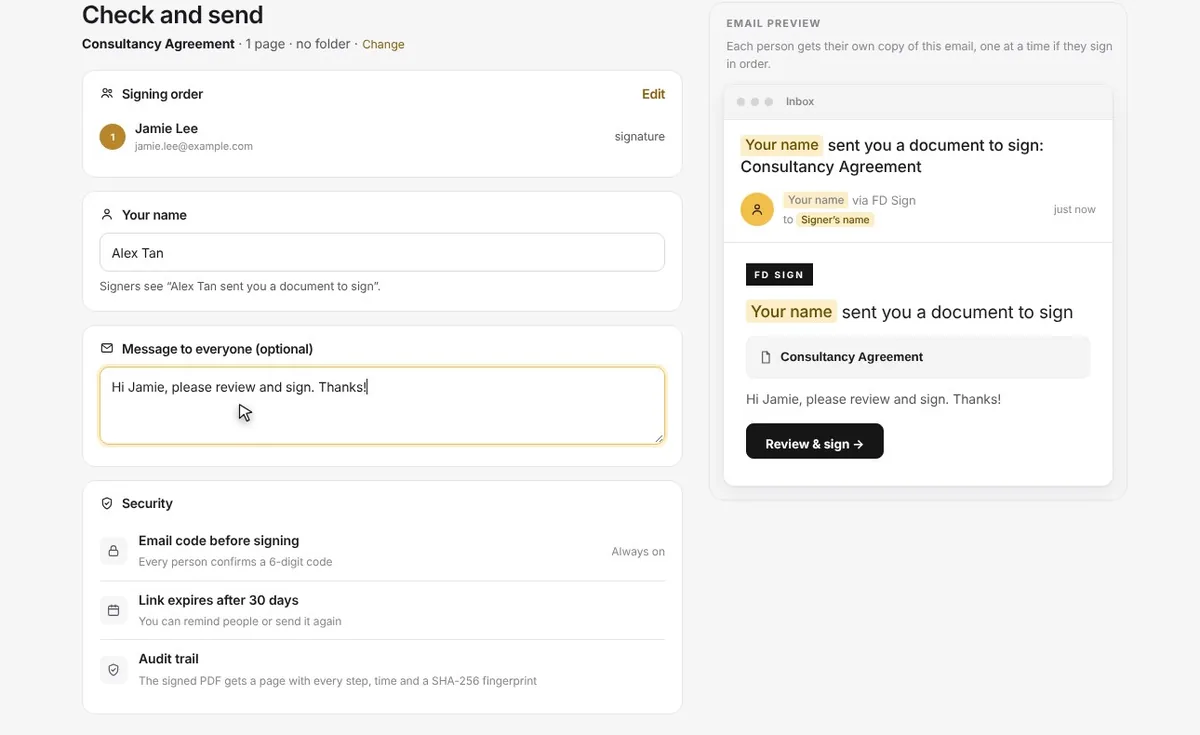 Check and send
Consultancy Agreement · 1 page · no folder · Change
Signing order
Edit
1
Jamie Lee
jamie.lee@example.com
signature
Your name
Alex Tan
Signers see “Alex Tan sent you a document to sign”.
Message to everyone (optional)
Hi Jamie, please review and sign. Thanks!
Security
Email code before signing
Every person confirms a 6-digit code
Always on
Link expires after 30 days
You can remind people or send it again
Audit trail
The signed PDF gets a page with every step, time and a SHA-256 fingerprint
EMAIL PREVIEW
Each person gets their own copy of this email, one at a time if they sign
in order.
Inbox
Your name sent you a document to sign:
Consultancy Agreement
Your name via FD Sign
to Signer’s name
just now
FD SIGN
Your name sent you a document to sign
Consultancy Agreement
Hi Jamie, please review and sign. Thanks!
Review & sign →